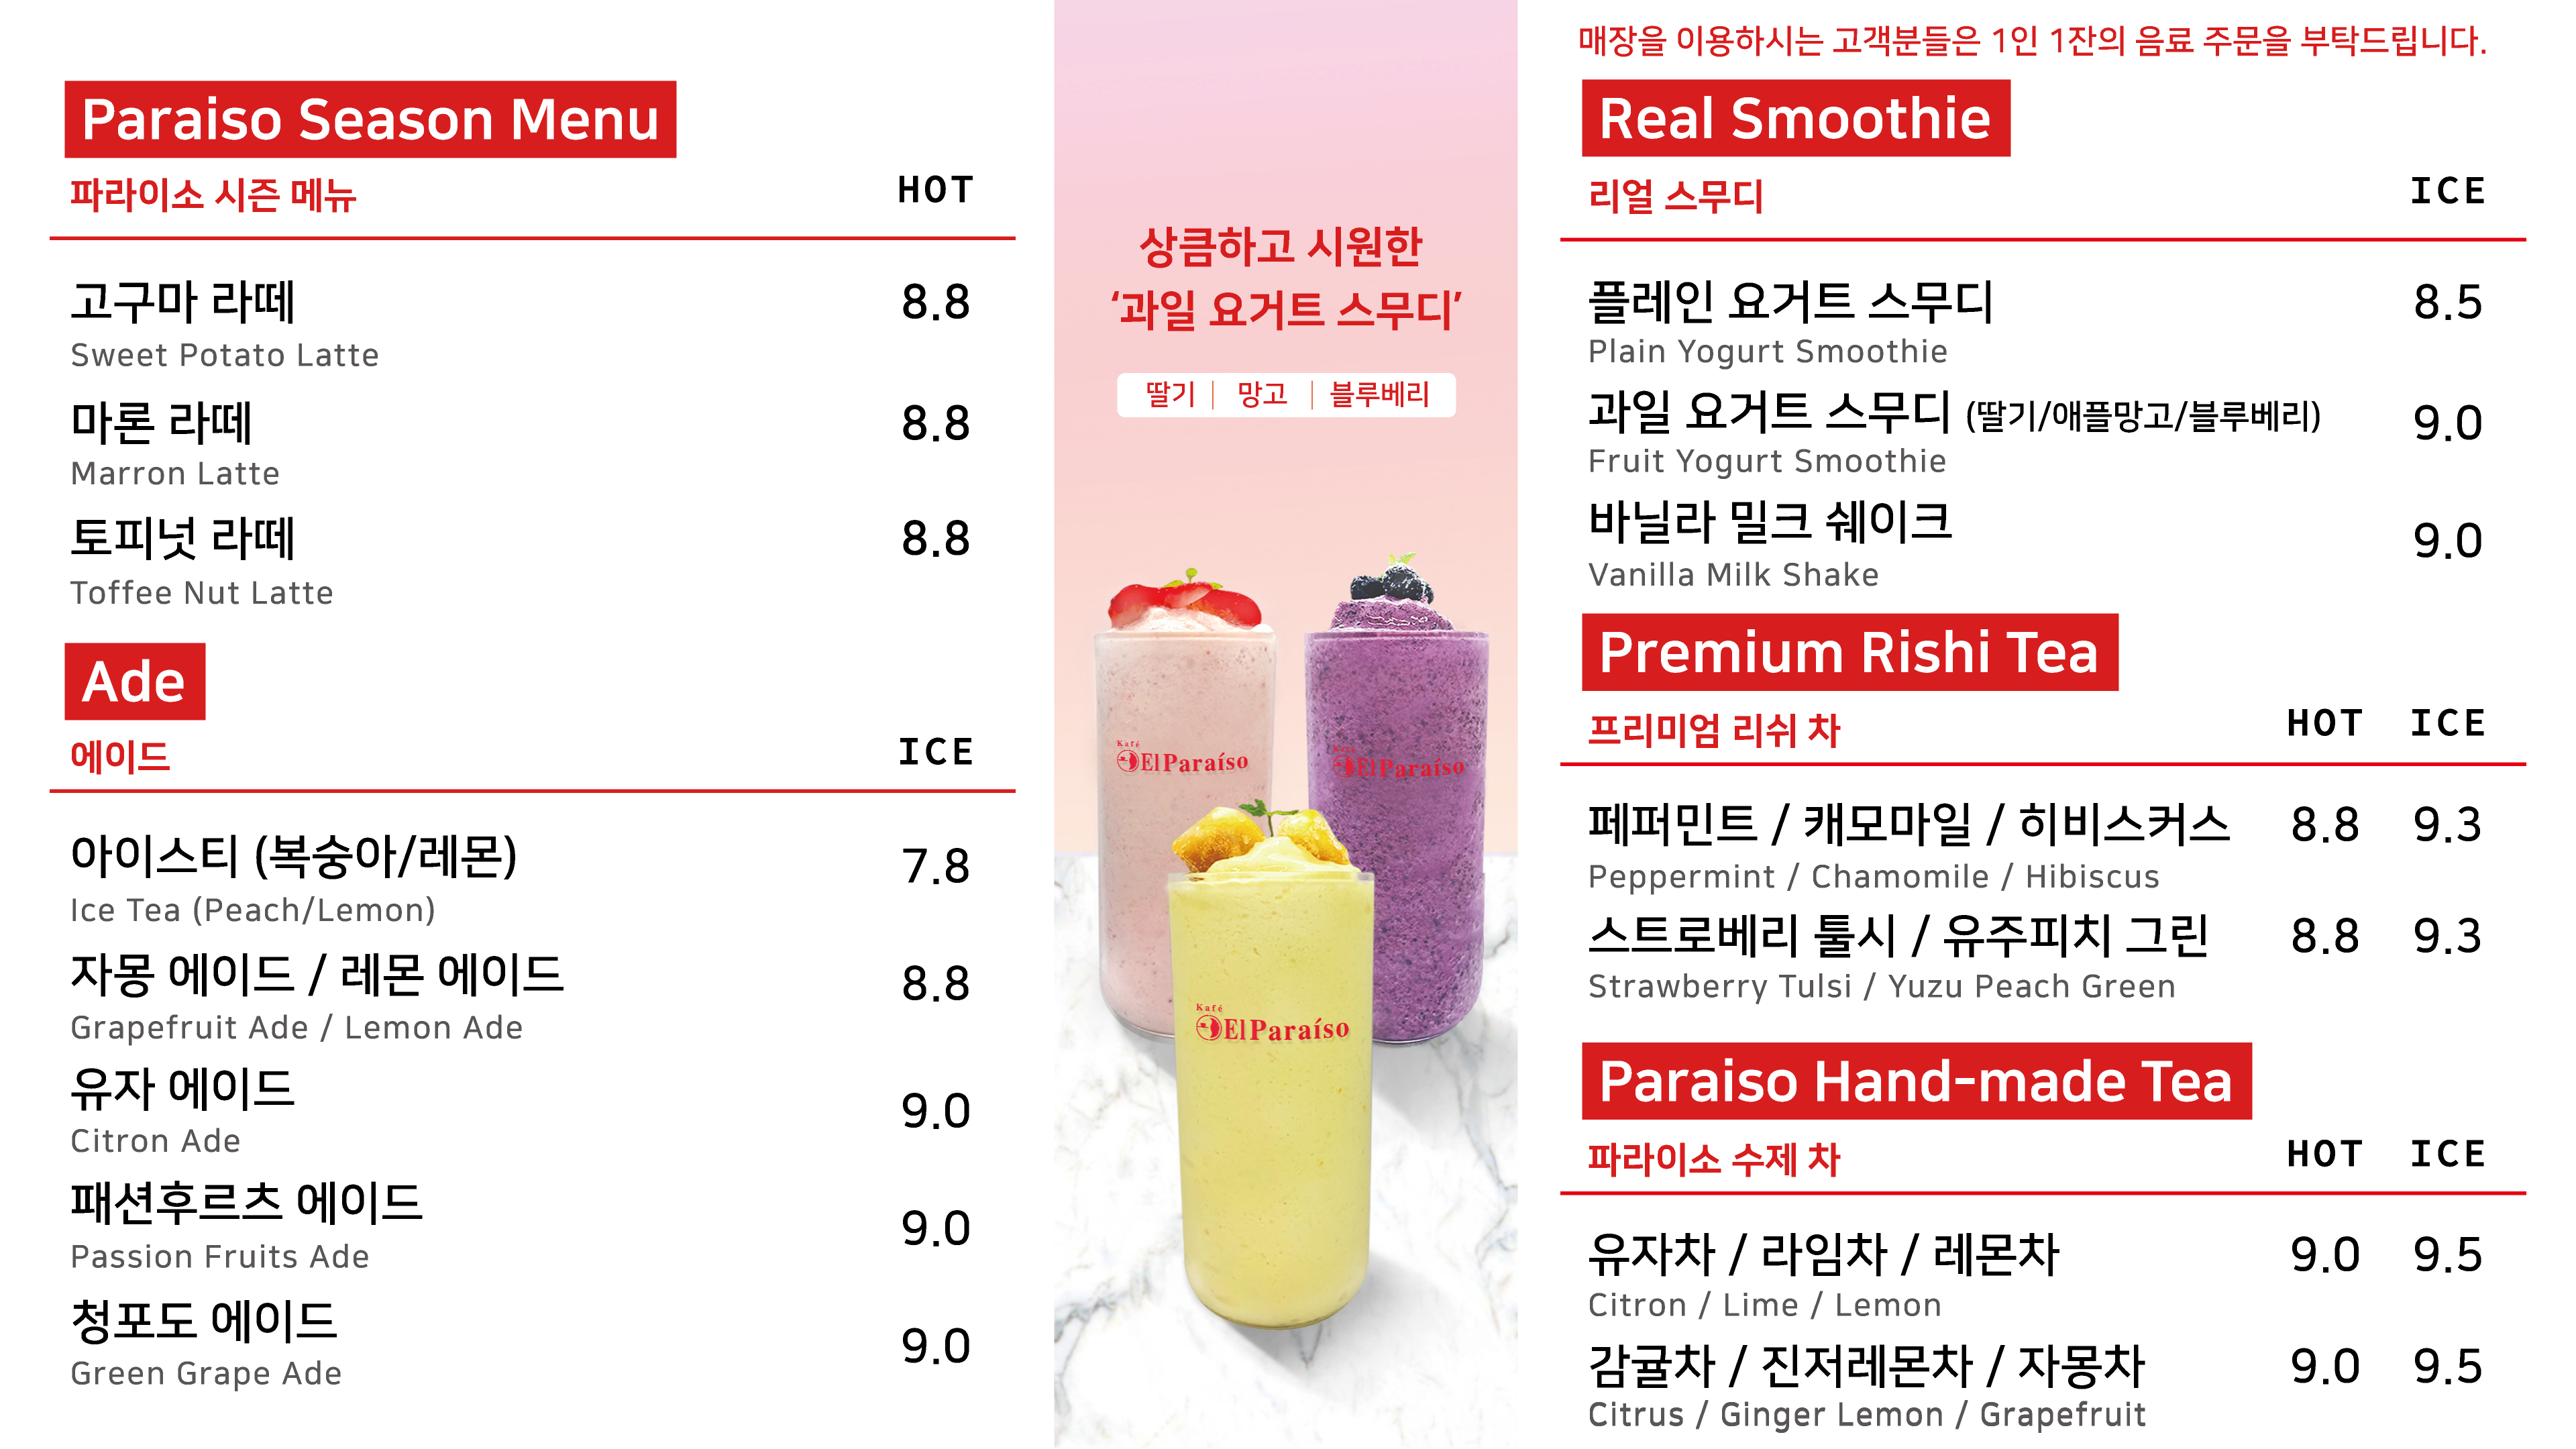 Paraiso Season Menu
파라이소 시즌 메뉴 HOT
고구마 라떼 8.8
Sweet Potato Latte
마론 라떼 8.8
Marron Latte
토피넛 라떼 8.8
Toffee Nut Latte
Ade
에이드 ICE
아이스티 (복숭아/레몬) 7.8
Ice Tea (Peach/Lemon)
자몽 에이드 / 레몬 에이드 8.8
Grapefruit Ade / Lemon Ade
유자 에이드 9.0
Citron Ade
패션후르츠 에이드 9.0
Passion Fruits Ade
청포도 에이드 9.0
Green Grape Ade
상큼하고 시원한
‘과일 요거트 스무디’
딸기 | 망고 | 블루베리
Kafé
El Paraíso
Kafé
El Paraíso
Kafé
El Paraíso
매장을 이용하시는 고객분들은 1인 1잔의 음료 주문을 부탁드립니다.
Real Smoothie
리얼 스무디 ICE
플레인 요거트 스무디 8.5
Plain Yogurt Smoothie
과일 요거트 스무디 (딸기/애플망고/블루베리) 9.0
Fruit Yogurt Smoothie
바닐라 밀크 쉐이크 9.0
Vanilla Milk Shake
Premium Rishi Tea
프리미엄 리쉬 차 HOT ICE
페퍼민트 / 캐모마일 / 히비스커스 8.8 9.3
Peppermint / Chamomile / Hibiscus
스트로베리 툴시 / 유주피치 그린 8.8 9.3
Strawberry Tulsi / Yuzu Peach Green
Paraiso Hand-made Tea
파라이소 수제 차 HOT ICE
유자차 / 라임차 / 레몬차 9.0 9.5
Citron / Lime / Lemon
감귤차 / 진저레몬차 / 자몽차 9.0 9.5
Citrus / Ginger Lemon / Grapefruit